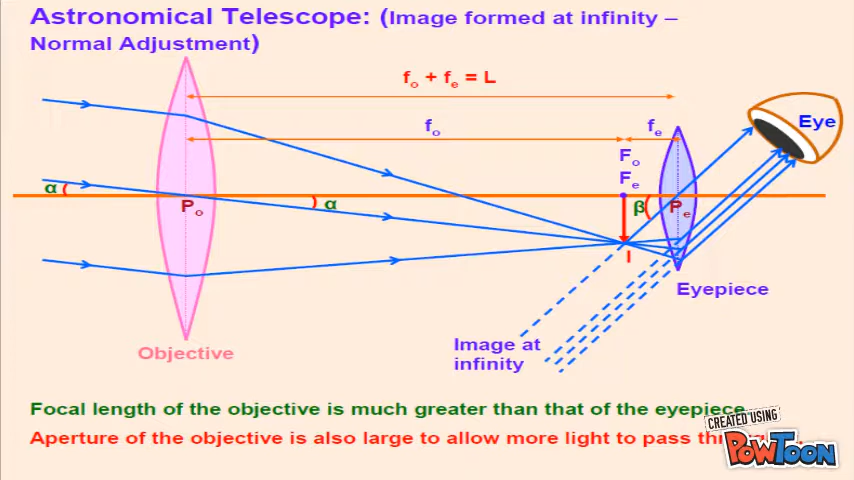 Astronomical Telescope: (Image formed at infinity –
Normal Adjustment)
fo + fe = L
fo
fe
Eye
Fo
Fe
α
Po
α
β
Pe
I
Eyepiece
Image at
infinity
Objective
Focal length of the objective is much greater than that of the eyepiece
Aperture of the objective is also large to allow more light to pass
CREATED USING
POWTOON